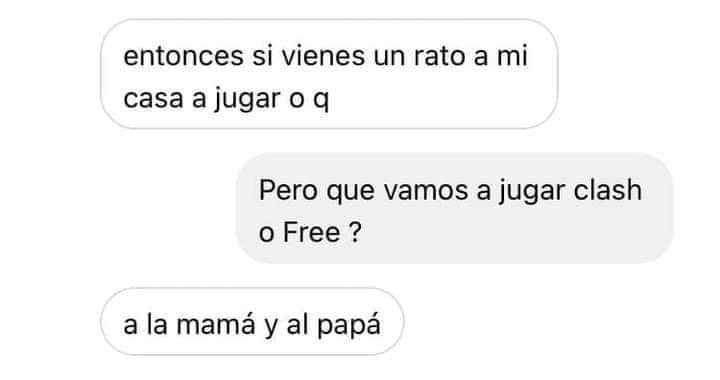 entonces si vienes un rato a mi
casa a jugar o q
Pero que vamos a jugar clash
o Free ?
a la mamá y al papá